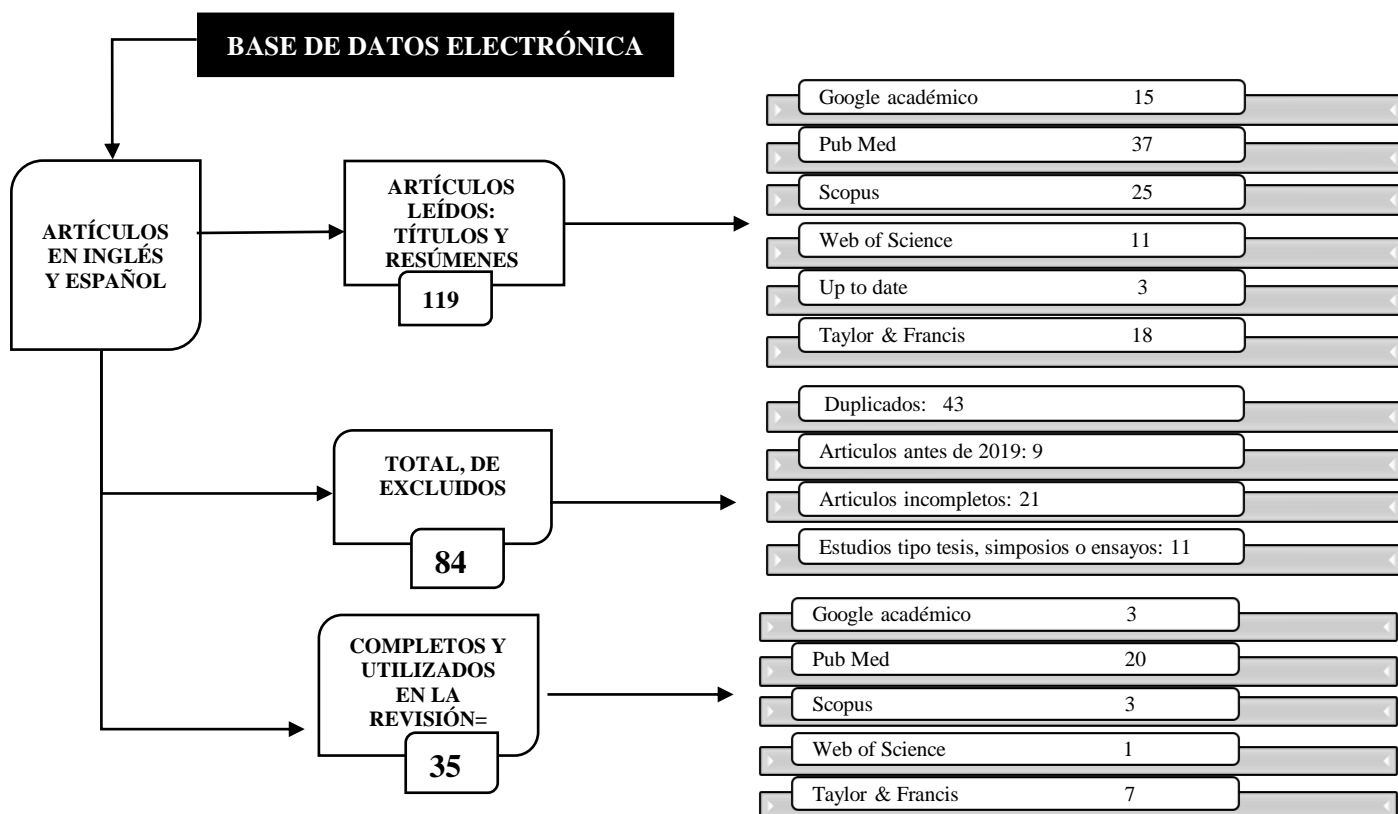 BASE DE DATOS ELECTRÓNICA
ARTÍCULOS
EN INGLÉS
Y ESPAÑOL
ARTÍCULOS
LEÍDOS:
TÍTULOS Y
RESÚMENES
119
Google académico 15
Pub Med 37
Scopus 25
Web of Science 11
Up to date 3
Taylor & Francis 18
TOTAL, DE
EXCLUIDOS
84
Duplicados: 43
Articulos antes de 2019: 9
Articulos incompletos: 21
Estudios tipo tesis, simposios o ensayos: 11
COMPLETOS Y
UTILIZADOS
EN LA
REVISIÓN=
35
Google académico 3
Pub Med 20
Scopus 3
Web of Science 1
Taylor & Francis 7